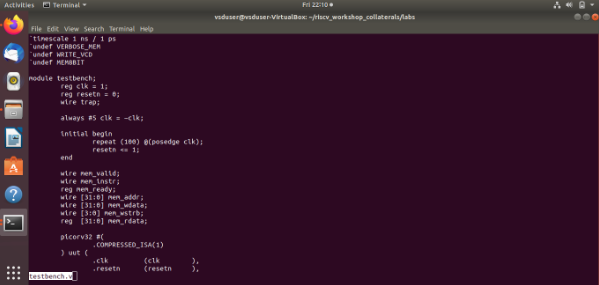 Activities
Terminal
Fri 22:10
vsduser@vsduser-VirtualBox: ~/riscv_workshop_collaterals/labs
File Edit View Search Terminal Help
`timescale 1 ns / 1 ps
`undef VERBOSE_MEM
`undef WRITE_VCD
`undef MEM8BIT
module testbench;
reg clk = 1;
reg resetn = 0;
wire trap;
always #5 clk = ~clk;
initial begin
repeat (100) @(posedge clk);
resetn <= 1;
end
wire mem_valid;
wire mem_instr;
reg mem_ready;
wire [31:0] mem_addr;
wire [31:0] mem_wdata;
wire [3:0] mem_wstrb;
reg [31:0] mem_rdata;
picorv32 #(
.COMPRESSED_ISA(1)
) uut (
.clk (clk ),
.resetn (resetn ),
testbench.v